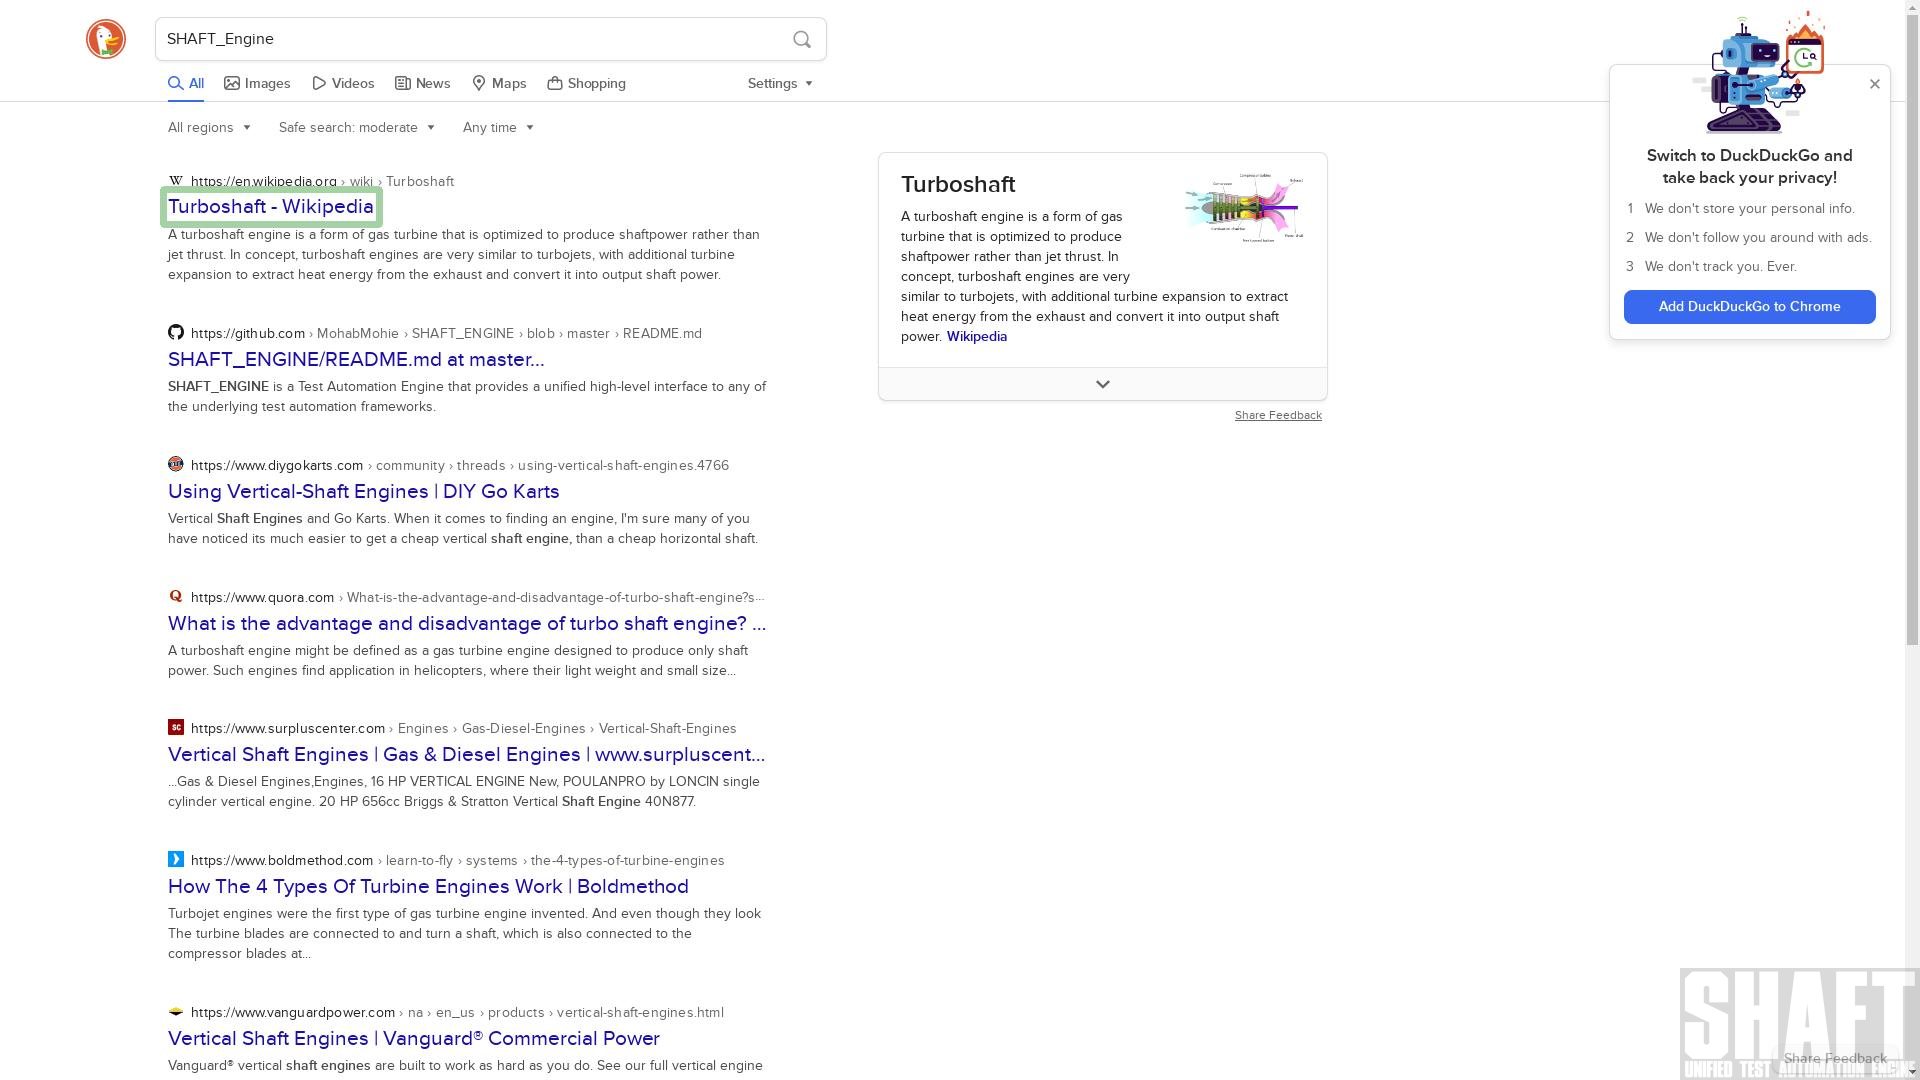 SHAFT_Engine
All Images Videos News Maps Shopping Settings
All regions Safe search: moderate Any time
https://en.wikipedia.org › wiki › Turboshaft
Turboshaft - Wikipedia
A turboshaft engine is a form of gas turbine that is optimized to produce shaftpower rather than
jet thrust. In concept, turboshaft engines are very similar to turbojets, with additional turbine
expansion to extract heat energy from the exhaust and convert it into output shaft power.
https://github.com › MohabMohie › SHAFT_ENGINE › blob › master › README.md
SHAFT_ENGINE/README.md at master...
SHAFT_ENGINE is a Test Automation Engine that provides a unified high-level interface to any of
the underlying test automation frameworks.
https://www.diygokarts.com › community › threads › using-vertical-shaft-engines.4766
Using Vertical-Shaft Engines | DIY Go Karts
Vertical Shaft Engines and Go Karts. When it comes to finding an engine, I'm sure many of you
have noticed its much easier to get a cheap vertical shaft engine, than a cheap horizontal shaft.
https://www.quora.com › What-is-the-advantage-and-disadvantage-of-turbo-shaft-engine?s...
What is the advantage and disadvantage of turbo shaft engine? ...
A turboshaft engine might be defined as a gas turbine engine designed to produce only shaft
power. Such engines find application in helicopters, where their light weight and small size...
SC https://www.surpluscenter.com › Engines › Gas-Diesel-Engines › Vertical-Shaft-Engines
Vertical Shaft Engines | Gas & Diesel Engines | www.surpluscent...
...Gas & Diesel Engines,Engines, 16 HP VERTICAL ENGINE New, POULANPRO by LONCIN single
cylinder vertical engine. 20 HP 656cc Briggs & Stratton Vertical Shaft Engine 40N877.
https://www.boldmethod.com › learn-to-fly › systems › the-4-types-of-turbine-engines
How The 4 Types Of Turbine Engines Work | Boldmethod
Turbojet engines were the first type of gas turbine engine invented. And even though they look
The turbine blades are connected to and turn a shaft, which is also connected to the
compressor blades at...
https://www.vanguardpower.com › na › en_us › products › vertical-shaft-engines.html
Vertical Shaft Engines | Vanguard® Commercial Power
Vanguard® vertical shaft engines are built to work as hard as you do. See our full vertical engine
Turboshaft
A turboshaft engine is a form of gas
turbine that is optimized to produce
shaftpower rather than jet thrust. In
concept, turboshaft engines are very
similar to turbojets, with additional turbine expansion to extract
heat energy from the exhaust and convert it into output shaft
power. Wikipedia
Share Feedback
Switch to DuckDuckGo and
take back your privacy!
1 We don't store your personal info.
2 We don't follow you around with ads.
3 We don't track you. Ever.
Add DuckDuckGo to Chrome
SHAFT
Share Feedback
UNIFIED TEST AUTOMATION ENGINE